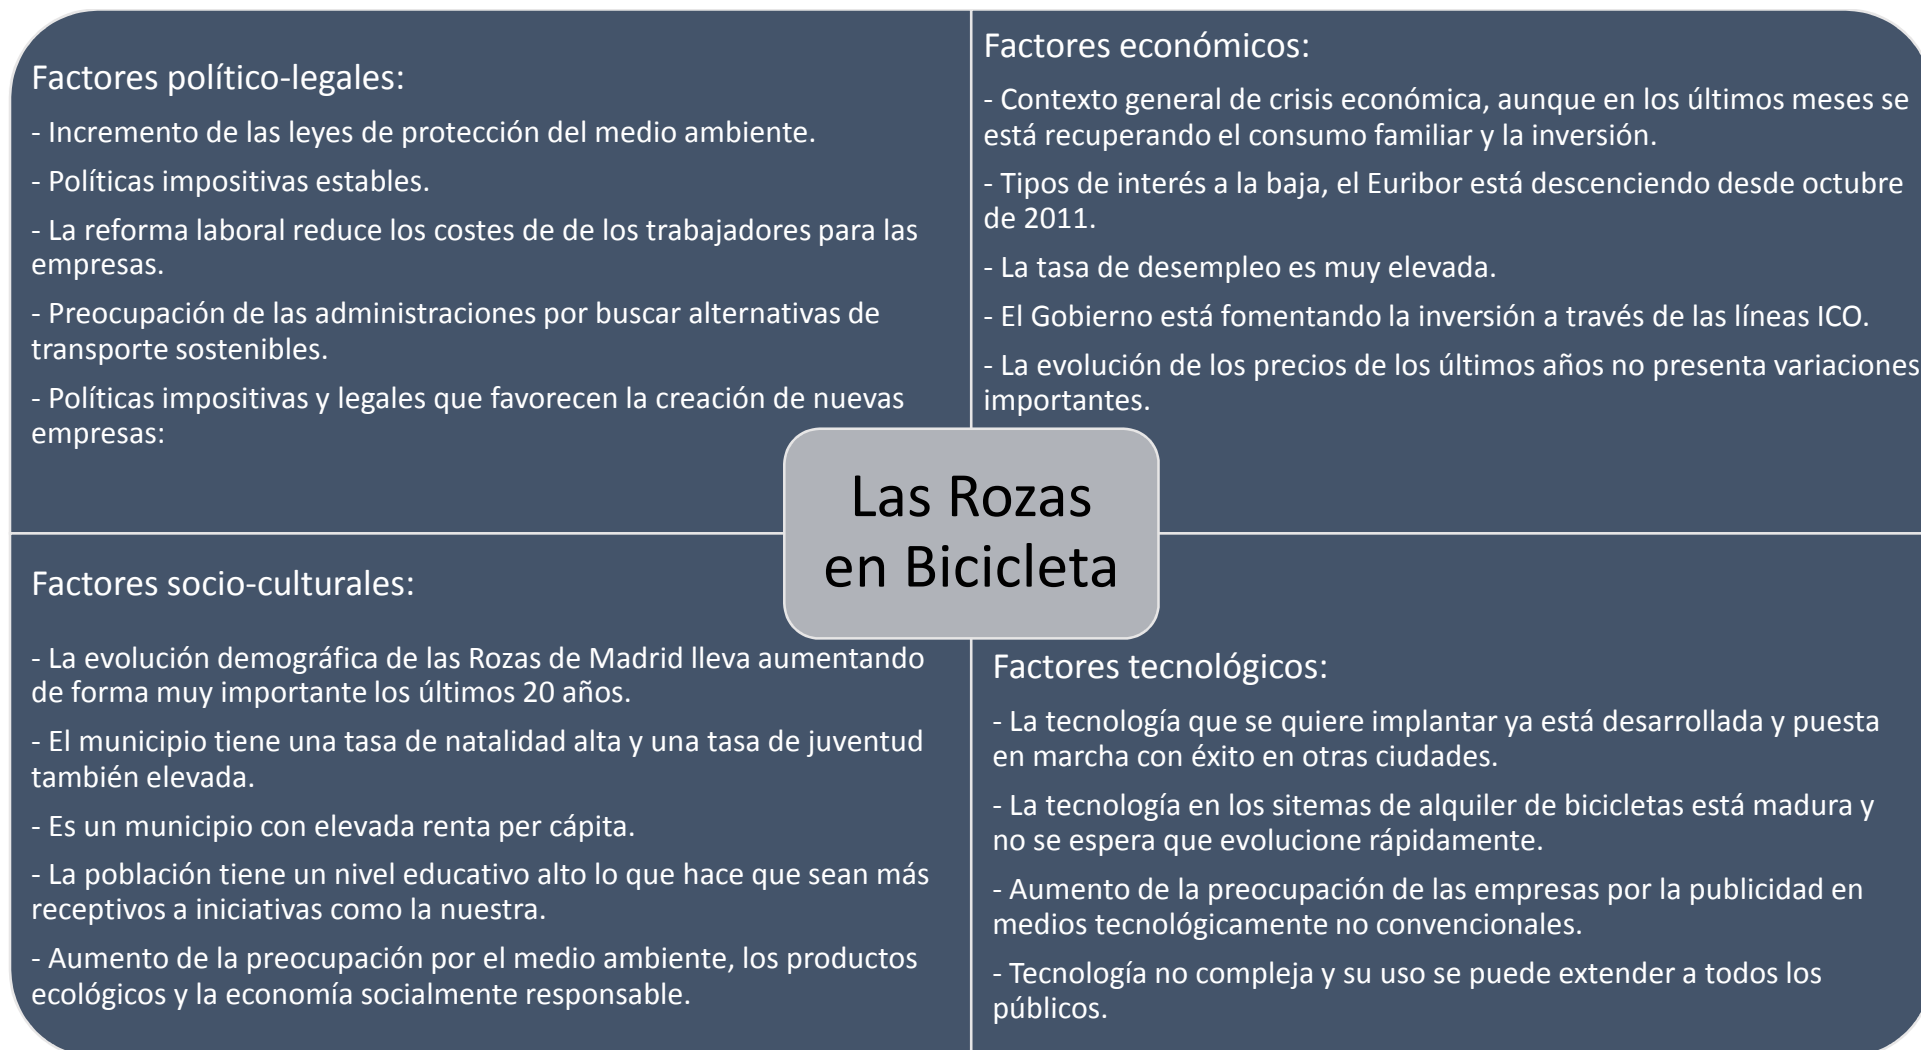 Factores político-legales:
- Incremento de las leyes de protección del medio ambiente.
- Políticas impositivas estables.
- La reforma laboral reduce los costes de de los trabajadores para las
empresas.
- Preocupación de las administraciones por buscar alternativas de
transporte sostenibles.
- Políticas impositivas y legales que favorecen la creación de nuevas
empresas:
Factores económicos:
- Contexto general de crisis económica, aunque en los últimos meses se
está recuperando el consumo familiar y la inversión.
- Tipos de interés a la baja, el Euribor está descenciendo desde octubre
de 2011.
- La tasa de desempleo es muy elevada.
- El Gobierno está fomentando la inversión a través de las líneas ICO.
- La evolución de los precios de los últimos años no presenta variaciones
importantes.
Las Rozas
en Bicicleta
Factores socio-culturales:
- La evolución demográfica de las Rozas de Madrid lleva aumentando
de forma muy importante los últimos 20 años.
- El municipio tiene una tasa de natalidad alta y una tasa de juventud
también elevada.
- Es un municipio con elevada renta per cápita.
- La población tiene un nivel educativo alto lo que hace que sean más
receptivos a iniciativas como la nuestra.
- Aumento de la preocupación por el medio ambiente, los productos
ecológicos y la economía socialmente responsable.
Factores tecnológicos:
- La tecnología que se quiere implantar ya está desarrollada y puesta
en marcha con éxito en otras ciudades.
- La tecnología en los sitemas de alquiler de bicicletas está madura y
no se espera que evolucione rápidamente.
- Aumento de la preocupación de las empresas por la publicidad en
medios tecnológicamente no convencionales.
- Tecnología no compleja y su uso se puede extender a todos los
públicos.